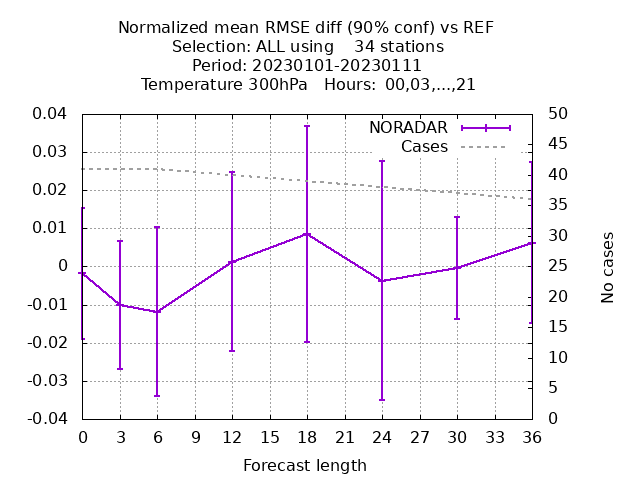 Normalized mean RMSE diff (90% conf) vs REF
Selection: ALL using    34 stations
Period: 20230101-20230111
Temperature 300hPa   Hours: 00,03,...,21
NORADAR
Cases
0.04
0.03
0.02
0.01
0
-0.01
-0.02
-0.03
-0.04
50
45
40
35
30
25
20
15
10
5
0
No cases
0 3 6 9 12 15 18 21 24 27 30 33 36
Forecast length